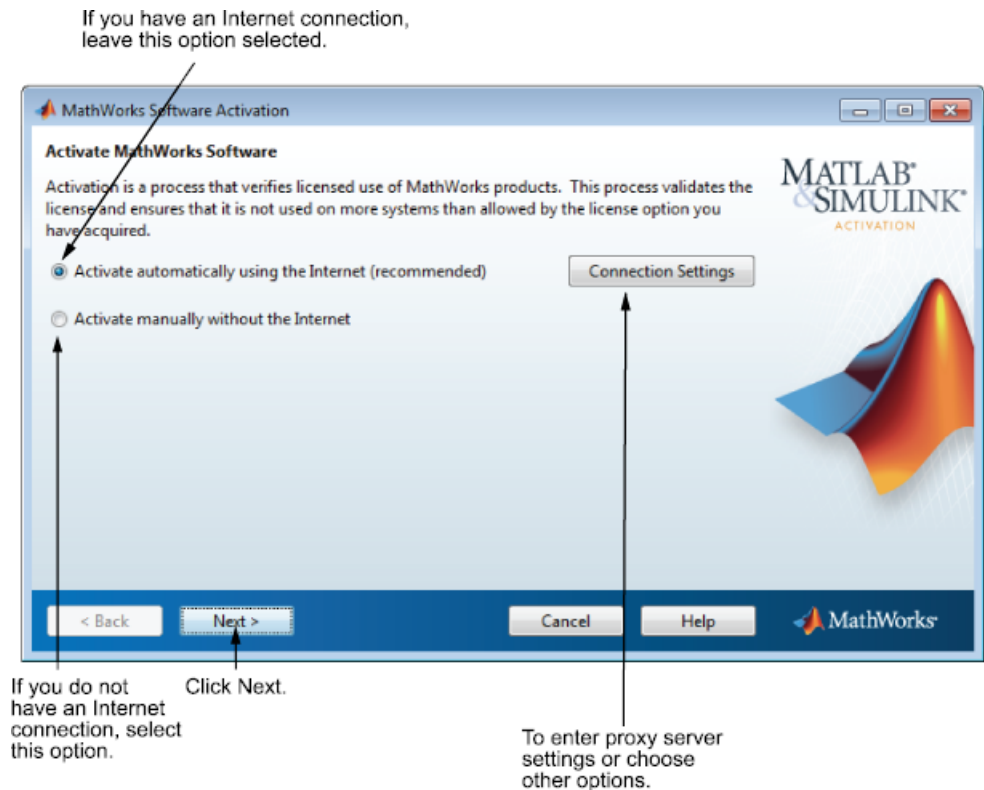 If you have an Internet connection,
leave this option selected.
MathWorks Software Activation
Activate MathWorks Software
Activation is a process that verifies licensed use of MathWorks products. This process validates the
license and ensures that it is not used on more systems than allowed by the license option you
have acquired.
MATLAB®
&SIMULINK®
ACTIVATION
Activate automatically using the Internet (recommended)
Connection Settings
Activate manually without the Internet
< Back
Next >
Cancel
Help
MathWorks®
If you do not
have an Internet
connection, select
this option.
Click Next.
To enter proxy server
settings or choose
other options.